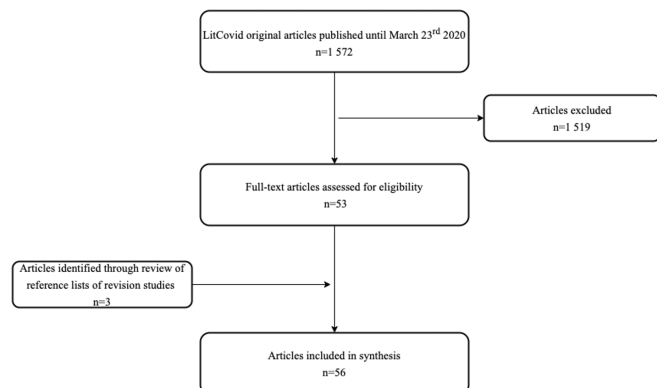 LitCovid original articles published until March 23rd 2020
n=1 572
Articles excluded
n=1 519
Full-text articles assessed for eligibility
n=53
Articles identified through review of
reference lists of revision studies
n=3
Articles included in synthesis
n=56